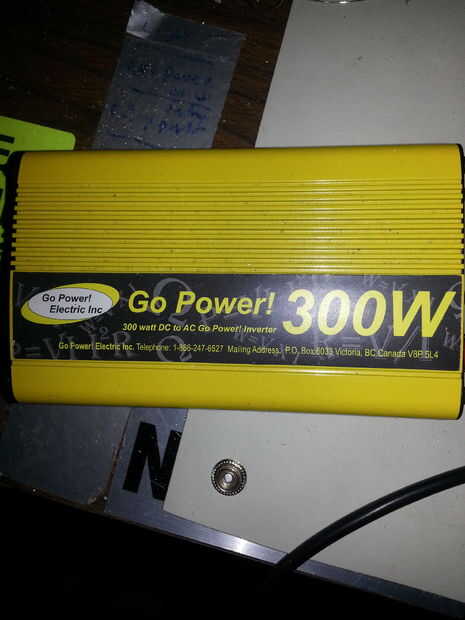 Go Power!
Electric Inc
Go Power!
300W
300 watt DC to AC Go Power! Inverter
Go Power! Electric Inc. Telephone: 1-866-247-6527 Mailing Address: P.O. Box 6033 Victoria, BC Canada V8P 5L4
N